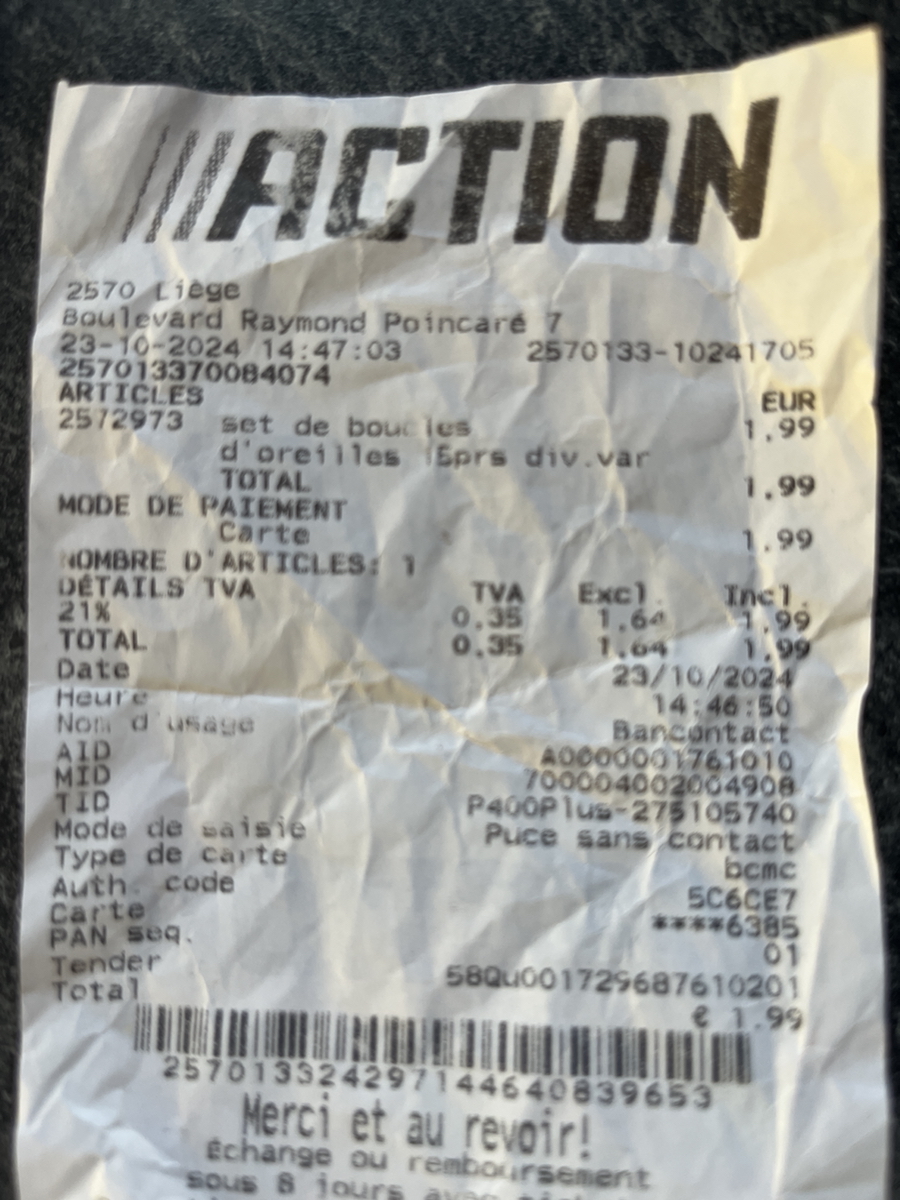 ACTION
2570 Liège
Boulevard Raymond Poincaré 7
23-10-2024 14:47:03 2570133-10241705
257013370084074
ARTICLES EUR
2572973 set de boucles 1.99
d'oreilles 15prs div.var
TOTAL 1.99
MODE DE PAIEMENT
Carte 1.99
NOMBRE D'ARTICLES: 1
DÉTAILS TVA TVA Excl. Incl.
21% 0.35 1.64 1.99
TOTAL 0.35 1.64 1.99
Date 23/10/2024
Heure 14:46:50
Nom d'usage Bancontact
AID A0000001761010
MID 700004002004908
TID P400Plus-275105740
Mode de saisie Puce sans contact
Type de carte bcmc
Auth. code 5C6CE7
Carte ****6385
PAN seq. 01
Tender 58Qu001729687610201
Total € 1.99
257013324297144640839653
Merci et au revoir!
Échange ou remboursement
sous 8 jours avec